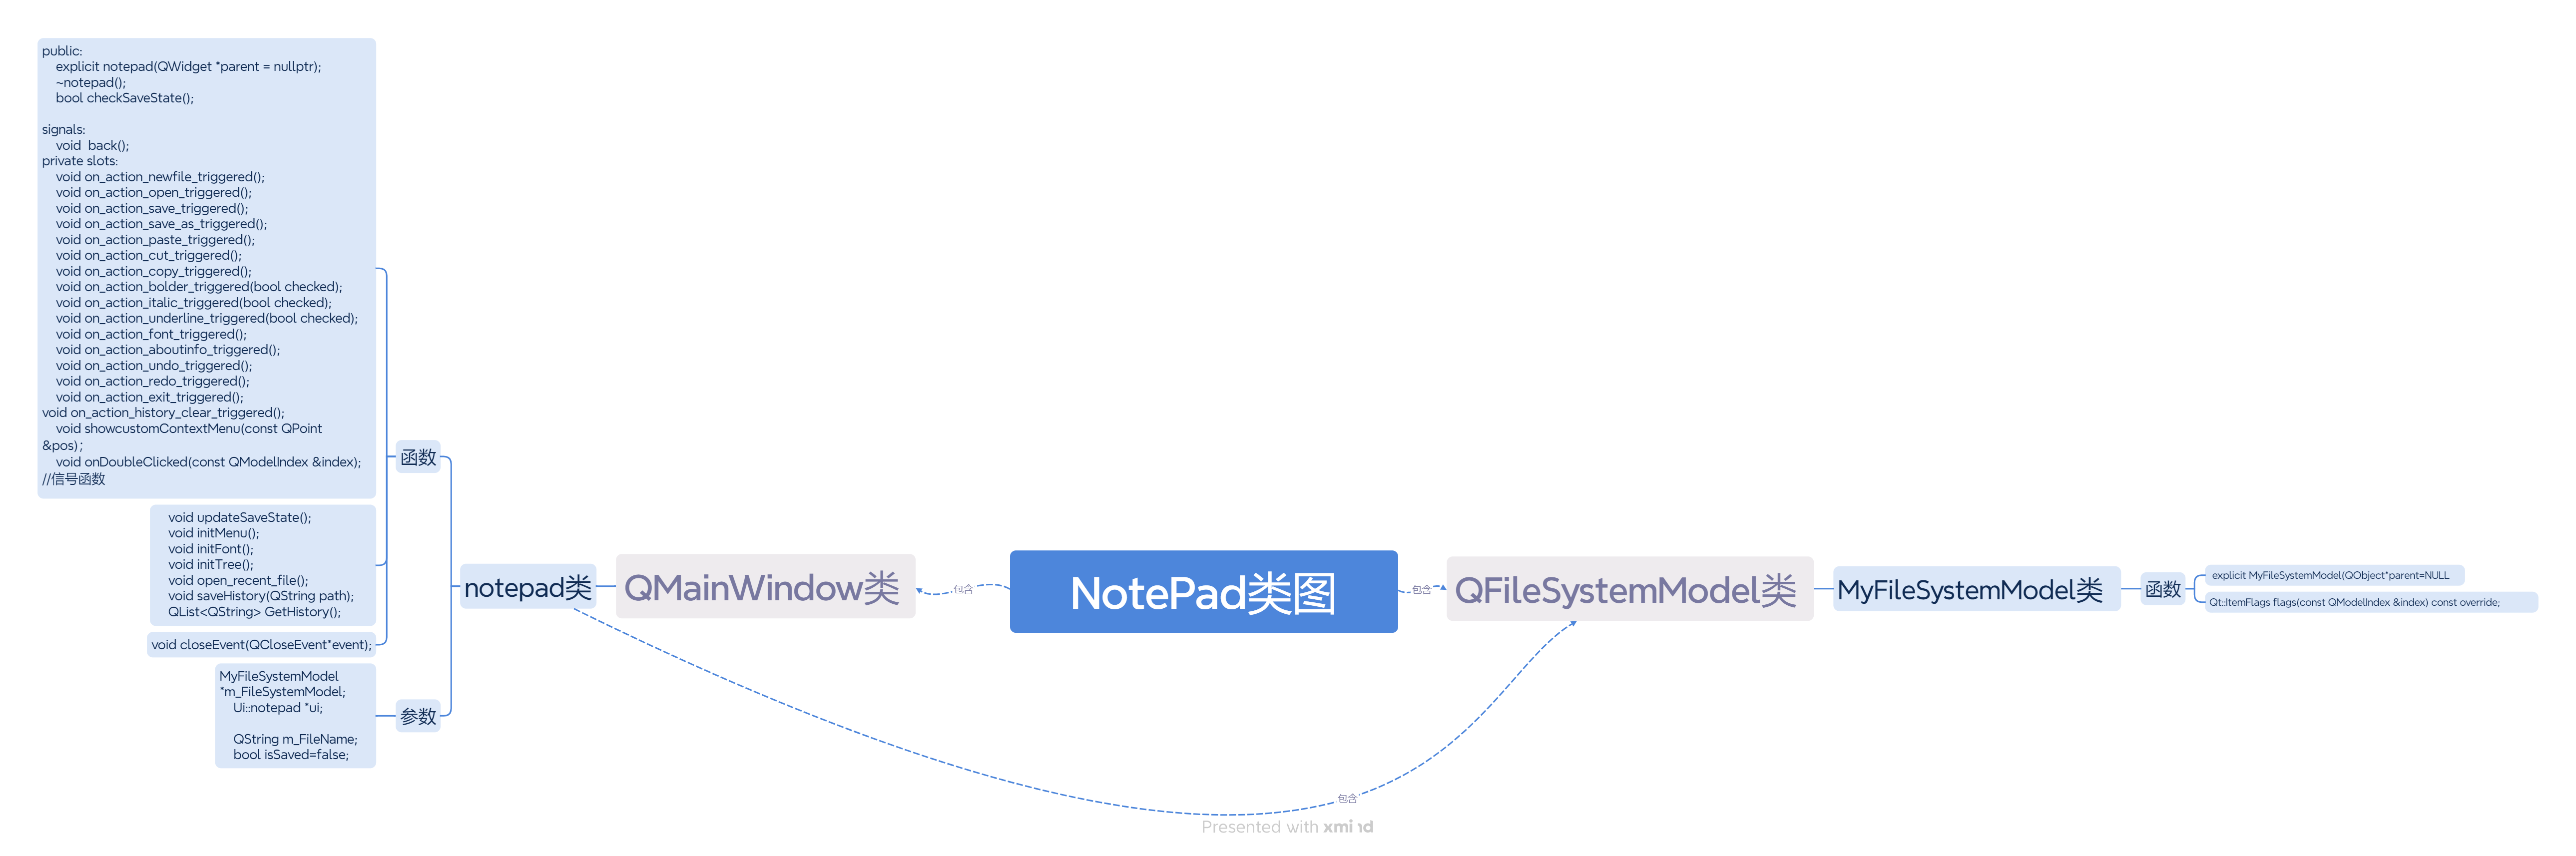 public:
explicit notepad(QWidget *parent = nullptr);
~notepad();
bool checkSaveState();
signals:
void  back();
private slots:
void on_action_newfile_triggered();
void on_action_open_triggered();
void on_action_save_triggered();
void on_action_save_as_triggered();
void on_action_paste_triggered();
void on_action_cut_triggered();
void on_action_copy_triggered();
void on_action_bolder_triggered(bool checked);
void on_action_italic_triggered(bool checked);
void on_action_underline_triggered(bool checked);
void on_action_font_triggered();
void on_action_aboutinfo_triggered();
void on_action_undo_triggered();
void on_action_redo_triggered();
void on_action_exit_triggered();
void on_action_history_clear_triggered();
void showcustomContextMenu(const QPoint
&pos);
void onDoubleClicked(const QModelIndex &index);
//信号函数
函数
void updateSaveState();
void initMenu();
void initFont();
void initTree();
void open_recent_file();
void saveHistory(QString path);
QList<QString> GetHistory();
void closeEvent(QCloseEvent*event);
MyFileSystemModel
*m_FileSystemModel;
Ui::notepad *ui;
QString m_FileName;
bool isSaved=false;
参数
notepad类
QMainWindow类
包含
NotePad类图
包含
QFileSystemModel类
MyFileSystemModel类
函数
explicit MyFileSystemModel(QObject*parent=NULL
Qt::ItemFlags flags(const QModelIndex &index) const override;
包含
Presented with xmind